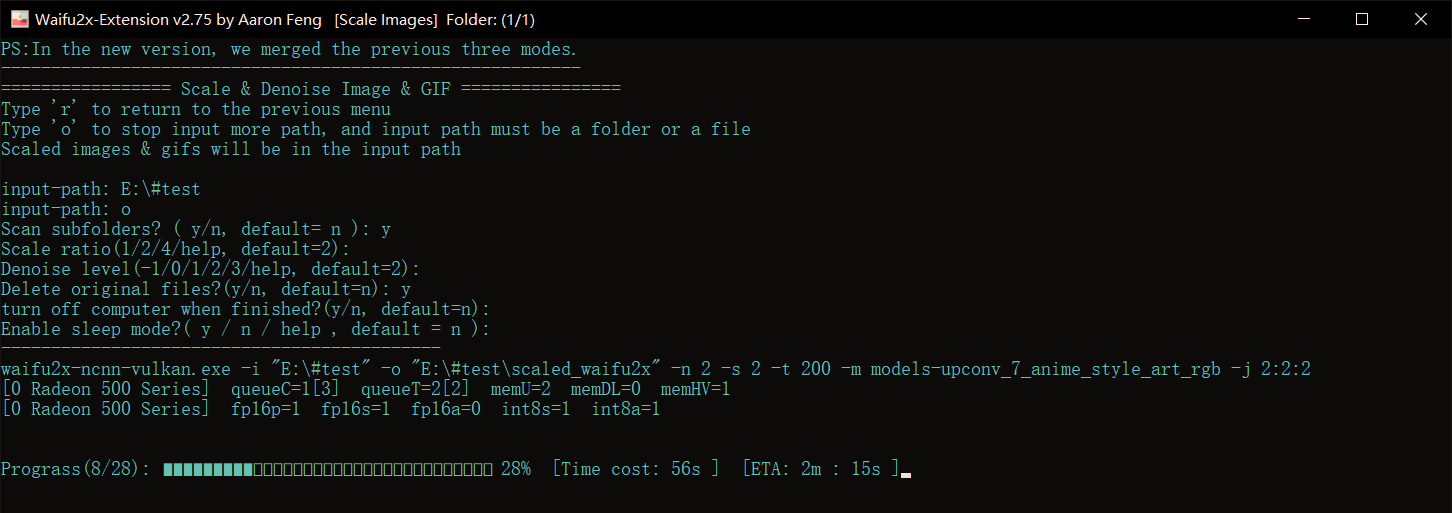 Waifu2x-Extension v2.75 by Aaron Feng [Scale Images] Folder: (1/1)
PS:In the new version, we merged the previous three modes.
----------------------------------------------------------
================= Scale & Denoise Image & GIF ================
Type 'r' to return to the previous menu
Type 'o' to stop input more path, and input path must be a folder or a file
Scaled images & gifs will be in the input path
input-path: E:\#test
input-path: o
Scan subfolders? ( y/n, default= n ): y
Scale ratio(1/2/4/help, default=2):
Denoise level(-1/0/1/2/3/help, default=2):
Delete original files?(y/n, default=n): y
turn off computer when finished?(y/n, default=n):
Enable sleep mode?( y / n / help , default = n ):
--------------------------------------------
waifu2x-ncnn-vulkan.exe -i "E:\#test" -o "E:\#test\scaled_waifu2x" -n 2 -s 2 -t 200 -m models-upconv_7_anime_style_art_rgb -j 2:2:2
[0 Radeon 500 Series]  queueC=1[3]  queueT=2[2]  memU=2  memDL=0  memHV=1
[0 Radeon 500 Series]  fp16p=1  fp16s=1  fp16a=0  int8s=1  int8a=1
Prograss(8/28): ■■■■■■■■■□□□□□□□□□□□□□□□□□□□□□□□□ 28%  [Time cost: 56s ]  [ETA: 2m : 15s ]